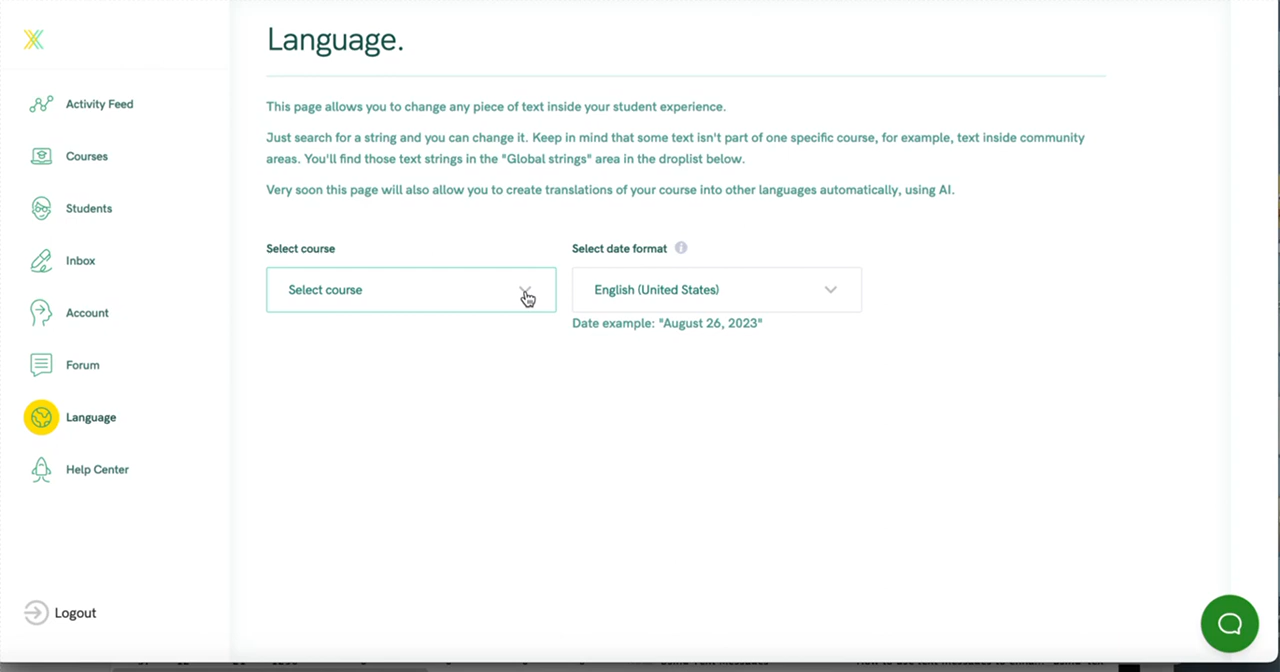 Language.
Activity Feed
Courses
Students
Inbox
Account
Forum
Language
Help Center
Logout
This page allows you to change any piece of text inside your student experience.
Just search for a string and you can change it. Keep in mind that some text isn't part of one specific course, for example, text inside community
areas. You'll find those text strings in the "Global strings" area in the droplist below.
Very soon this page will also allow you to create translations of your course into other languages automatically, using AI.
Select course
Select date format
Select course
English (United States)
Date example: "August 26, 2023"